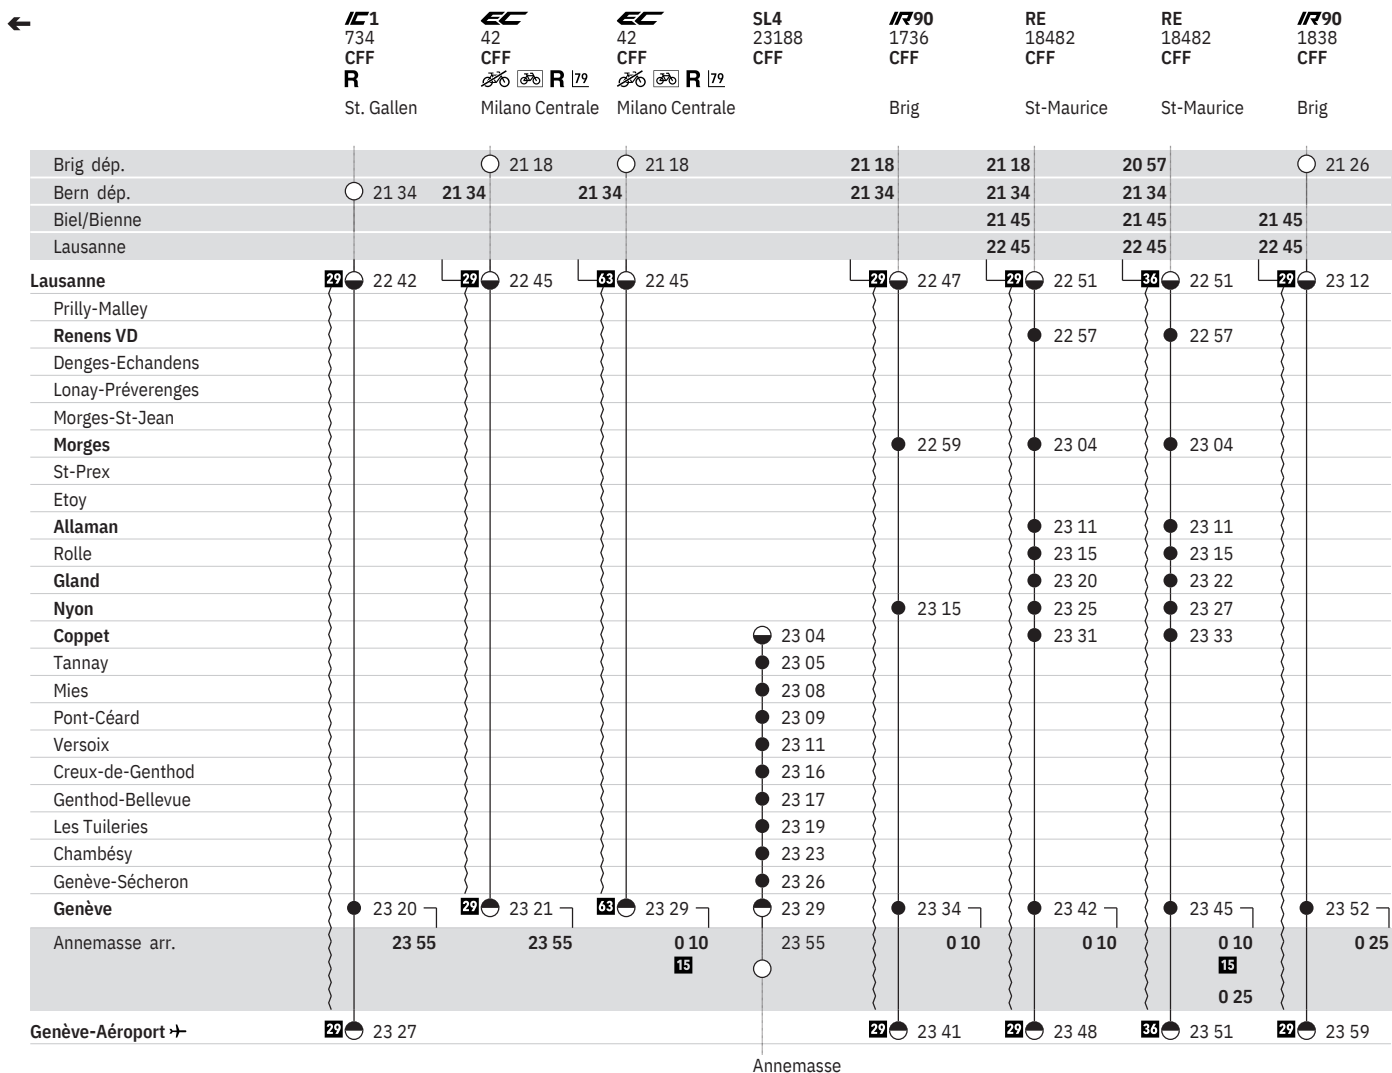 IC1 EC EC SL4 IR90 RE RE IR90
734 42 42 23188 1736 18482 18482 1838
CFF CFF CFF CFF CFF CFF CFF CFF
R R 79 R 79
St. Gallen Milano Centrale Milano Centrale Brig St-Maurice St-Maurice Brig
Brig dép. 21 18 21 18 21 18 21 18 20 57 21 26
Bern dép. 21 34 21 34 21 34 21 34 21 34 21 34
Biel/Bienne 21 45 21 45 21 45
Lausanne 22 45 22 45 22 45
Lausanne 29 22 42 29 22 45 63 22 45 29 22 47 29 22 51 36 22 51 29 23 12
Prilly-Malley
Renens VD 22 57 22 57
Denges-Echandens
Lonay-Préverenges
Morges-St-Jean
Morges 22 59 23 04 23 04
St-Prex
Etoy
Allaman 23 11 23 11
Rolle 23 15 23 15
Gland 23 20 23 22
Nyon 23 15 23 25 23 27
Coppet 23 04 23 31 23 33
Tannay 23 05
Mies 23 08
Pont-Céard 23 09
Versoix 23 11
Creux-de-Genthod 23 16
Genthod-Bellevue 23 17
Les Tuileries 23 19
Chambésy 23 23
Genève-Sécheron 23 26
Genève 23 20 29 23 21 63 23 29 23 29 23 34 23 42 23 45 23 52
Annemasse arr. 23 55 23 55 0 10 23 55 0 10 0 10 0 10 0 25
15 15
0 25
Genève-Aéroport 29 23 27 29 23 41 29 23 48 36 23 51 29 23 59
Annemasse